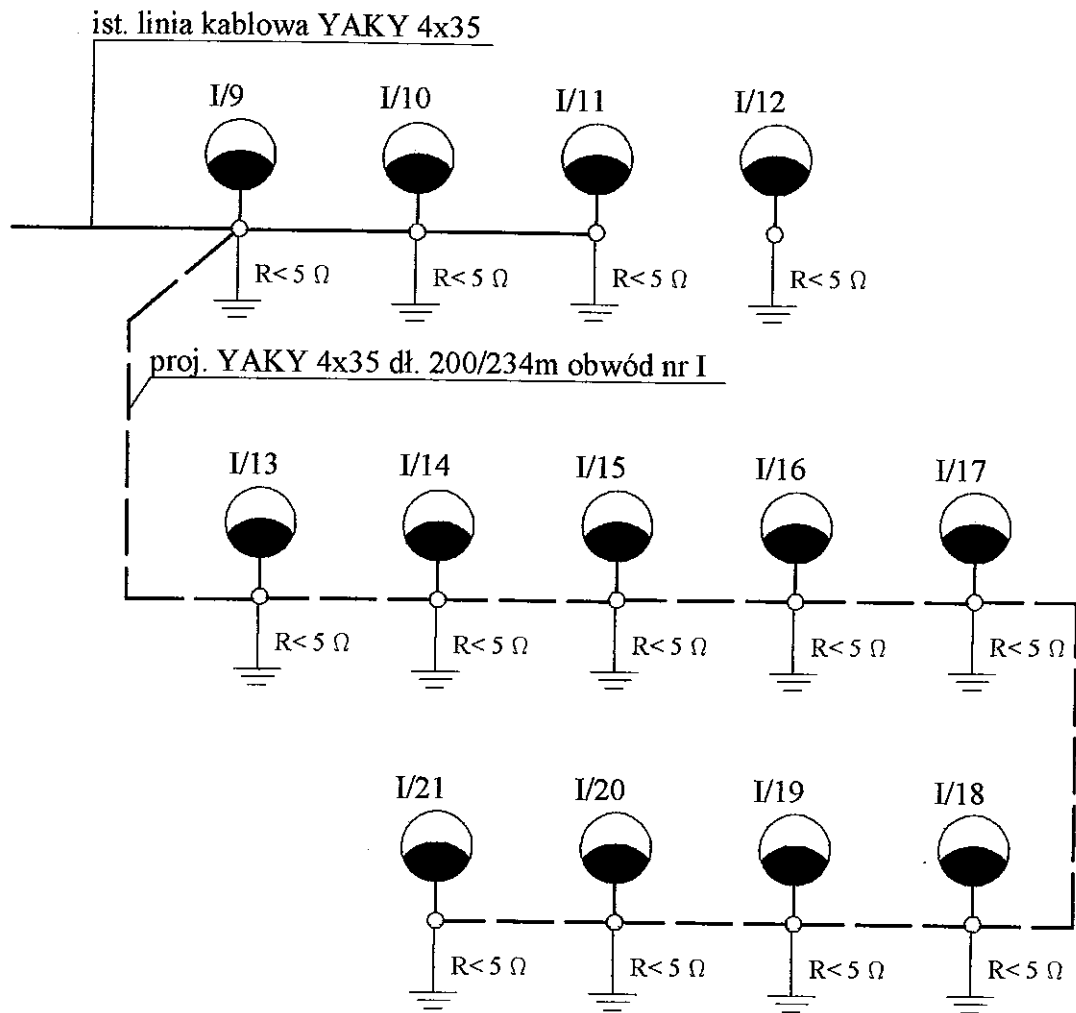 ist. linia kablowa YAKY 4x35
I/9 I/10 I/11 I/12
R< 5 Ω R< 5 Ω R< 5 Ω R< 5 Ω
proj. YAKY 4x35 dł. 200/234m obwód nr I
I/13 I/14 I/15 I/16 I/17
R< 5 Ω R< 5 Ω R< 5 Ω R< 5 Ω R< 5 Ω
I/21 I/20 I/19 I/18
R< 5 Ω R< 5 Ω R< 5 Ω R< 5 Ω